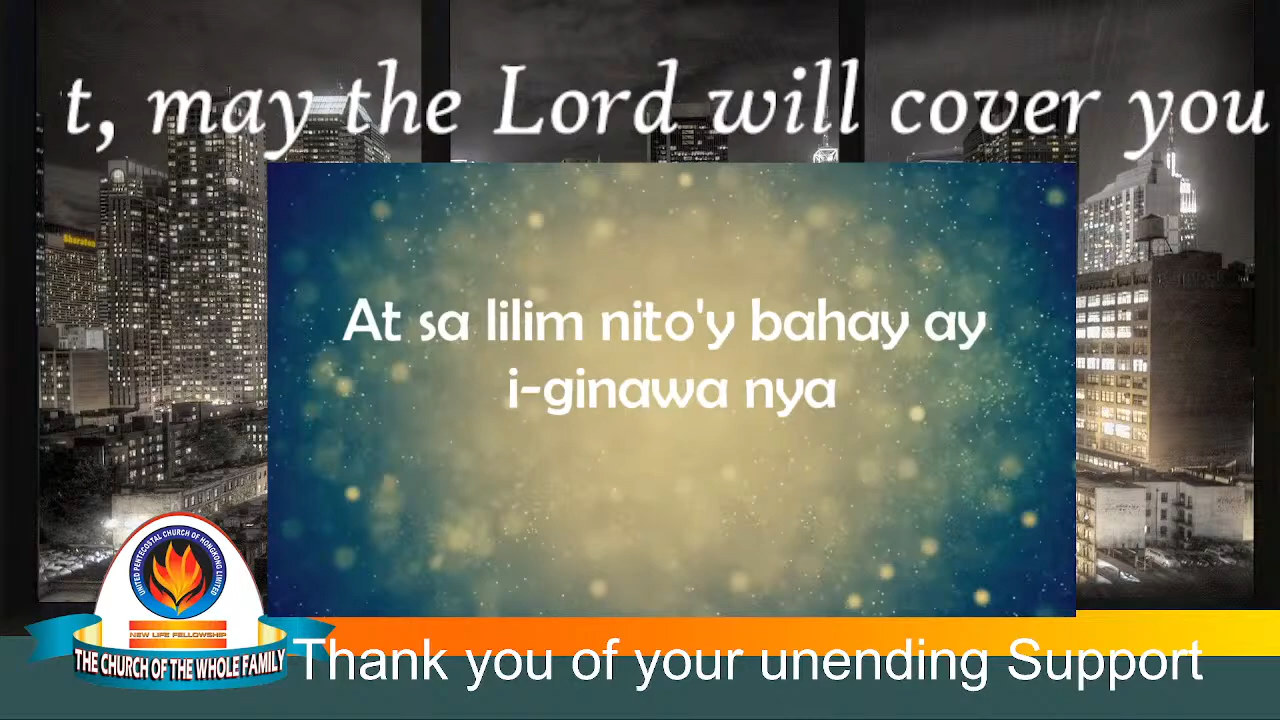 t, may the Lord will cover you
Sheraton
At sa lilim nito'y bahay ay
i-ginawa nya
UNITED PENTECOSTAL CHURCH OF HONGKONG LIMITED
NEW LIFE FELLOWSHIP
THE CHURCH OF THE WHOLE FAMILY
Thank you of your unending Support